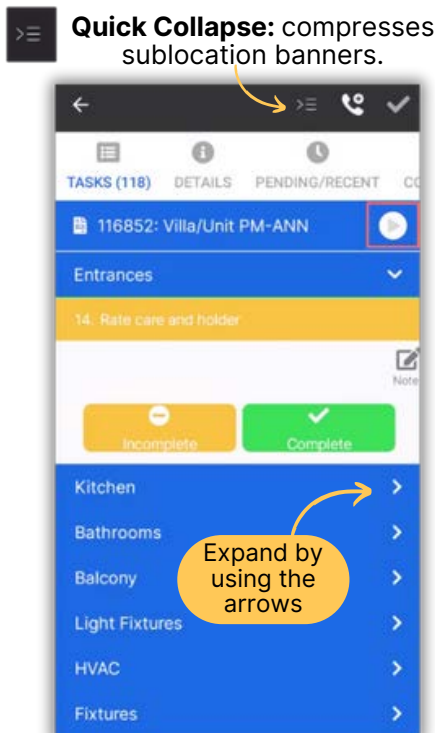 Quick Collapse: compresses
sublocation banners.
TASKS (118) DETAILS PENDING/RECENT CO
116852: Villa/Unit PM-ANN
Entrances
14. Rate care and holder
Note
Incomplete Complete
Kitchen
Bathrooms
Balcony
Expand by
using the
arrows
Light Fixtures
HVAC
Fixtures